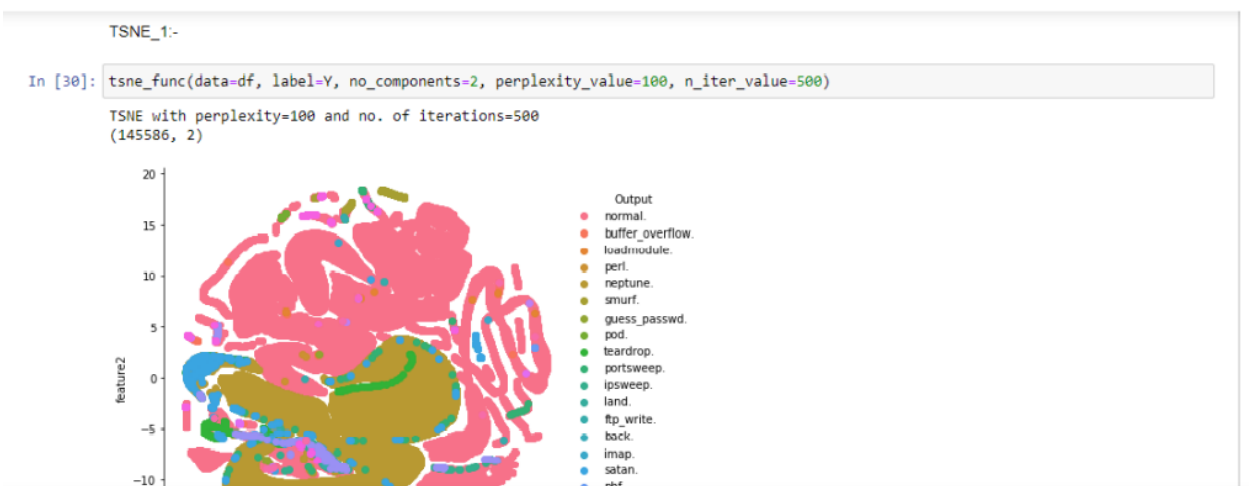 TSNE_1:-
In [30]: tsne_func(data=df, label=Y, no_components=2, perplexity_value=100, n_iter_value=500)
TSNE with perplexity=100 and no. of iterations=500
(145586, 2)
20
15
10
5
0
−5
−10
feature2
Output
normal.
buffer_overflow.
loadmodule.
perl.
neptune.
smurf.
guess_passwd.
pod.
teardrop.
portsweep.
ipsweep.
land.
ftp_write.
back.
imap.
satan.